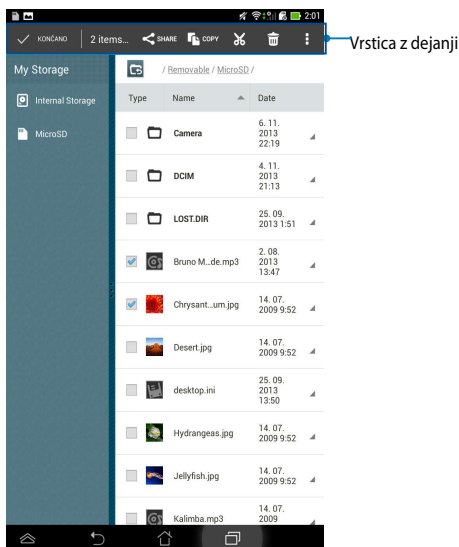 2:01
KONČANO 2 items... SHARE COPY
Vrstica z dejanji
My Storage
Internal Storage
MicroSD
/ Removable / MicroSD /
Type Name Date
Camera 6. 11. 2013 22:19
DCIM 4. 11. 2013 21:13
LOST.DIR 25. 09. 2013 1:51
Bruno M...de.mp3 2. 08. 2013 13:47
Chrysant...um.jpg 14. 07. 2009 9:52
Desert.jpg 14. 07. 2009 9:52
desktop.ini 25. 09. 2013 13:50
Hydrangeas.jpg 14. 07. 2009 9:52
Jellyfish.jpg 14. 07. 2009 9:52
Kalimba.mp3 14. 07. 2009